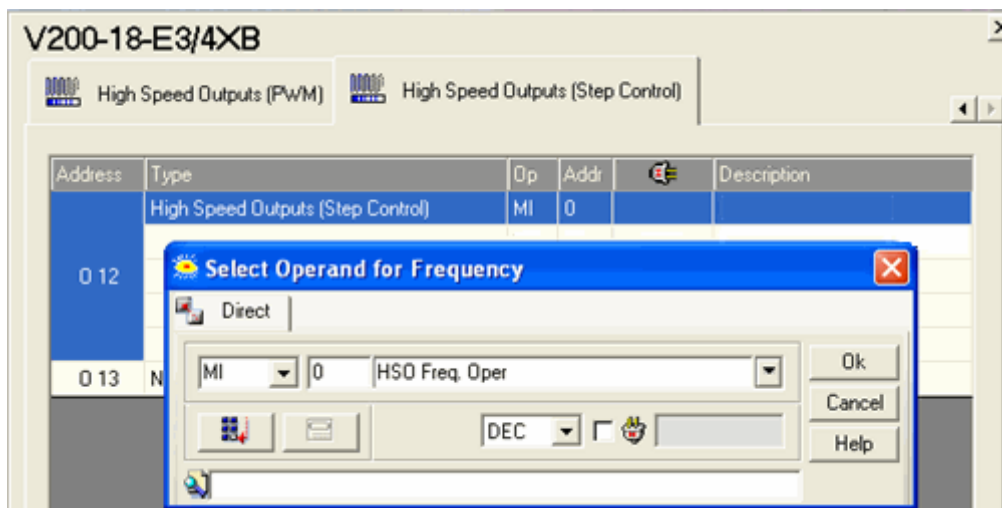 V200-18-E3/4XB
High Speed Outputs (PWM) High Speed Outputs (Step Control)
Address Type Op Addr Description
High Speed Outputs (Step Control) MI 0
O 12
Select Operand for Frequency
Direct
MI 0 HSO Freq. Oper
Ok
DEC
Cancel
Help
O 13 N